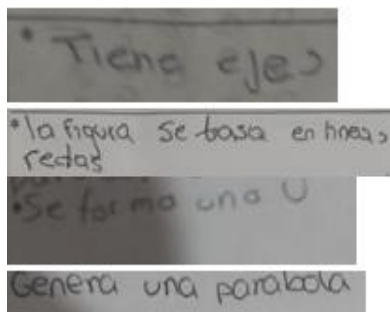 • Tiene ejes
• la figura se basa en lineas
rectas
• Se forma una U
Genera una parabola